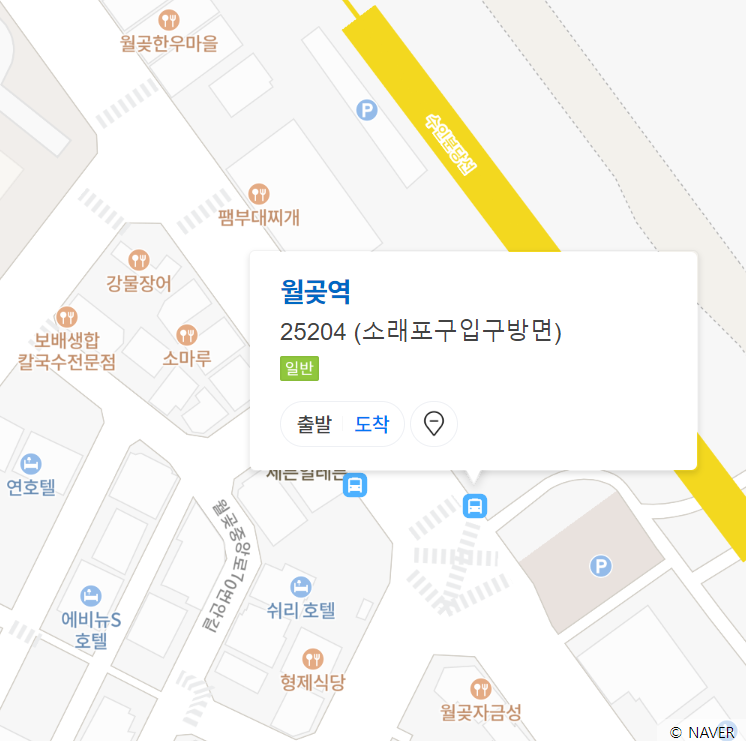 월곶한우마을
P
수인분당선
팸부대찌개
강물장어
보배생합
칼국수전문점
소마루
월곶역
25204 (소래포구입구방면)
일반
출발
도착
연호텔
월곶중앙로70번안길
P
에비뉴S
호텔
쉬리 호텔
형제식당
월곶자금성
© NAVER